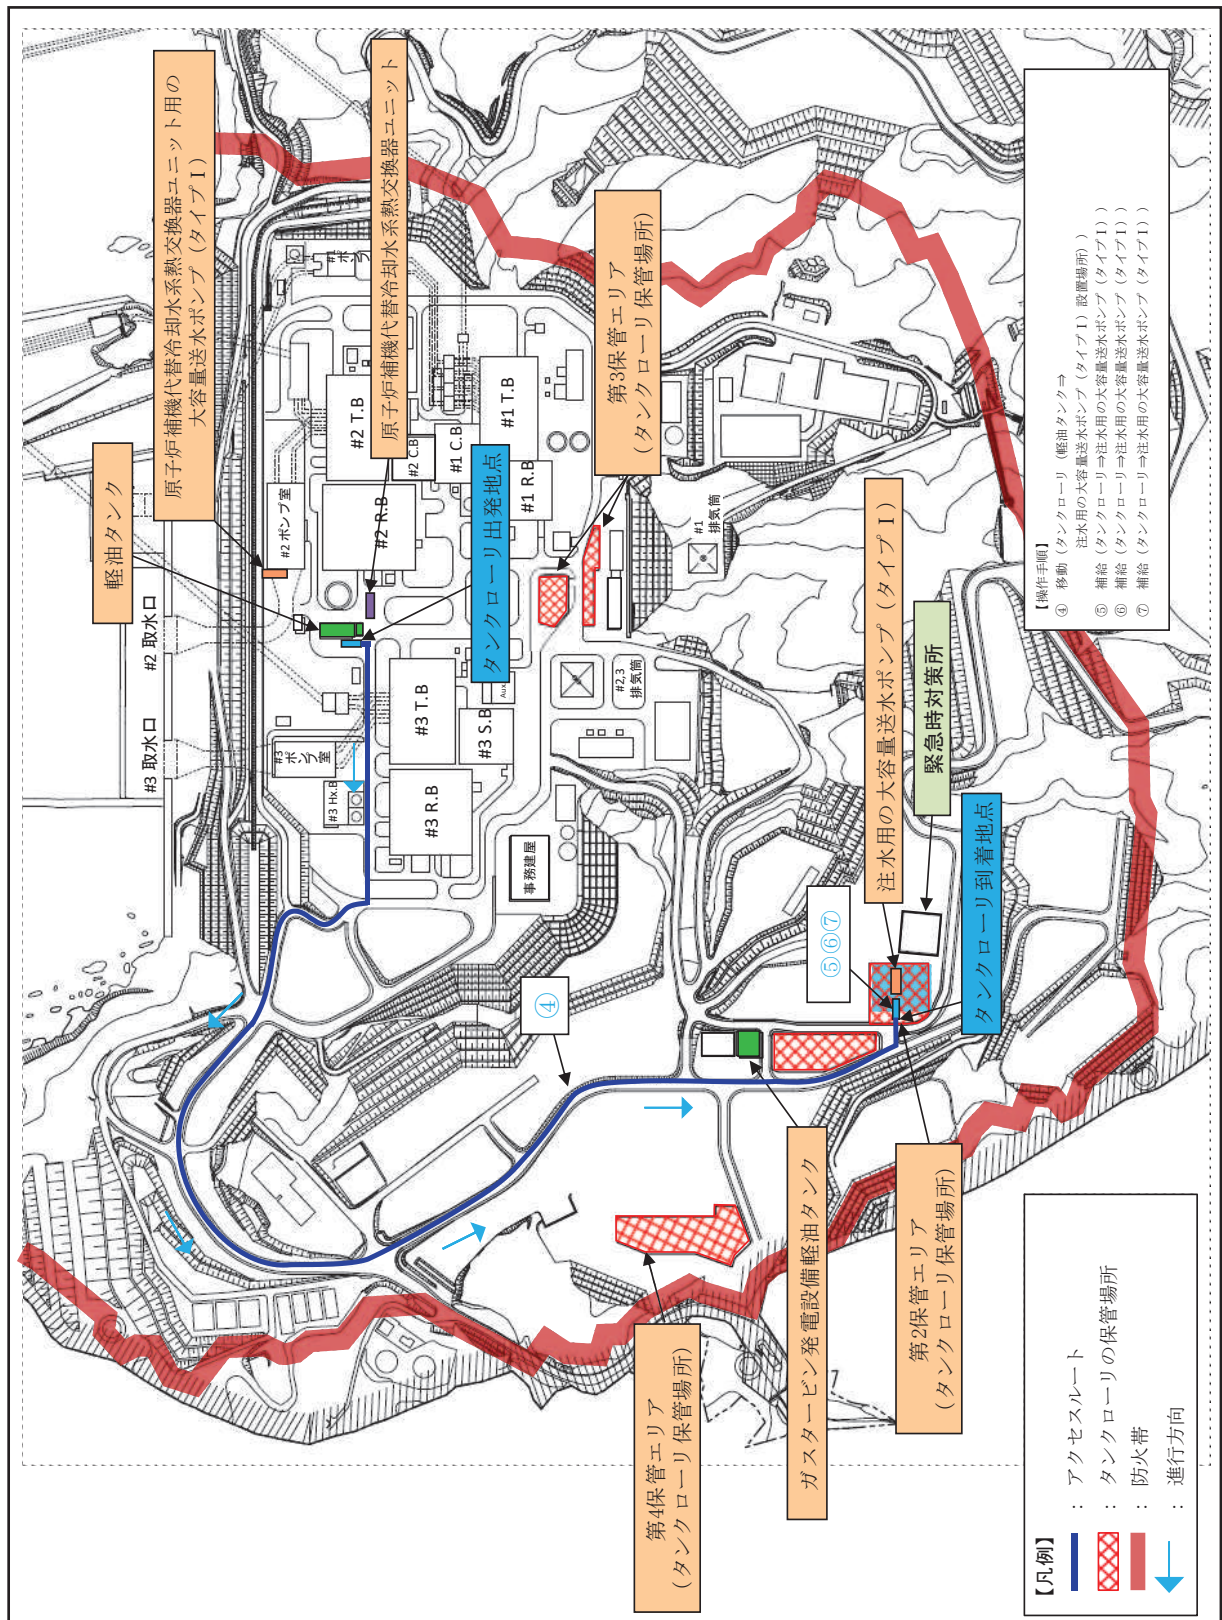 原子炉補機代替冷却水系熱交換器ユニット用の
大容量送水ポンプ（タイプⅠ）
原子炉補機代替冷却水系熱交換器ユニット
軽油タンク
第3保管エリア
（タンクローリ保管場所）
タンクローリ出発地点
#3 取水口
#2 取水口
#2 ポンプ室
#3
ポンプ室
#3 Hx.B
#2 T.B
#2 C.B
#2 R.B
#1 C.B
#1 T.B
#1 R.B
#3 T.B
#3 S.B
#3 R.B
事務建屋
#2,3
排気筒
#1
排気筒
注水用の大容量送水ポンプ（タイプⅠ）
緊急時対策所
タンクローリ到着地点
⑤⑥⑦
④
ガスタービン発電設備軽油タンク
第2保管エリア
（タンクローリ保管場所）
第4保管エリア
（タンクローリ保管場所）
【操作手順】
④ 移動（タンクローリ（軽油タンク⇒
注水用の大容量送水ポンプ（タイプⅠ）設置場所））
⑤ 補給（タンクローリ⇒注水用の大容量送水ポンプ（タイプⅠ））
⑥ 補給（タンクローリ⇒注水用の大容量送水ポンプ（タイプⅠ））
⑦ 補給（タンクローリ⇒注水用の大容量送水ポンプ（タイプⅠ））
【凡例】
：アクセスルート
：タンクローリの保管場所
：防火帯
：進行方向